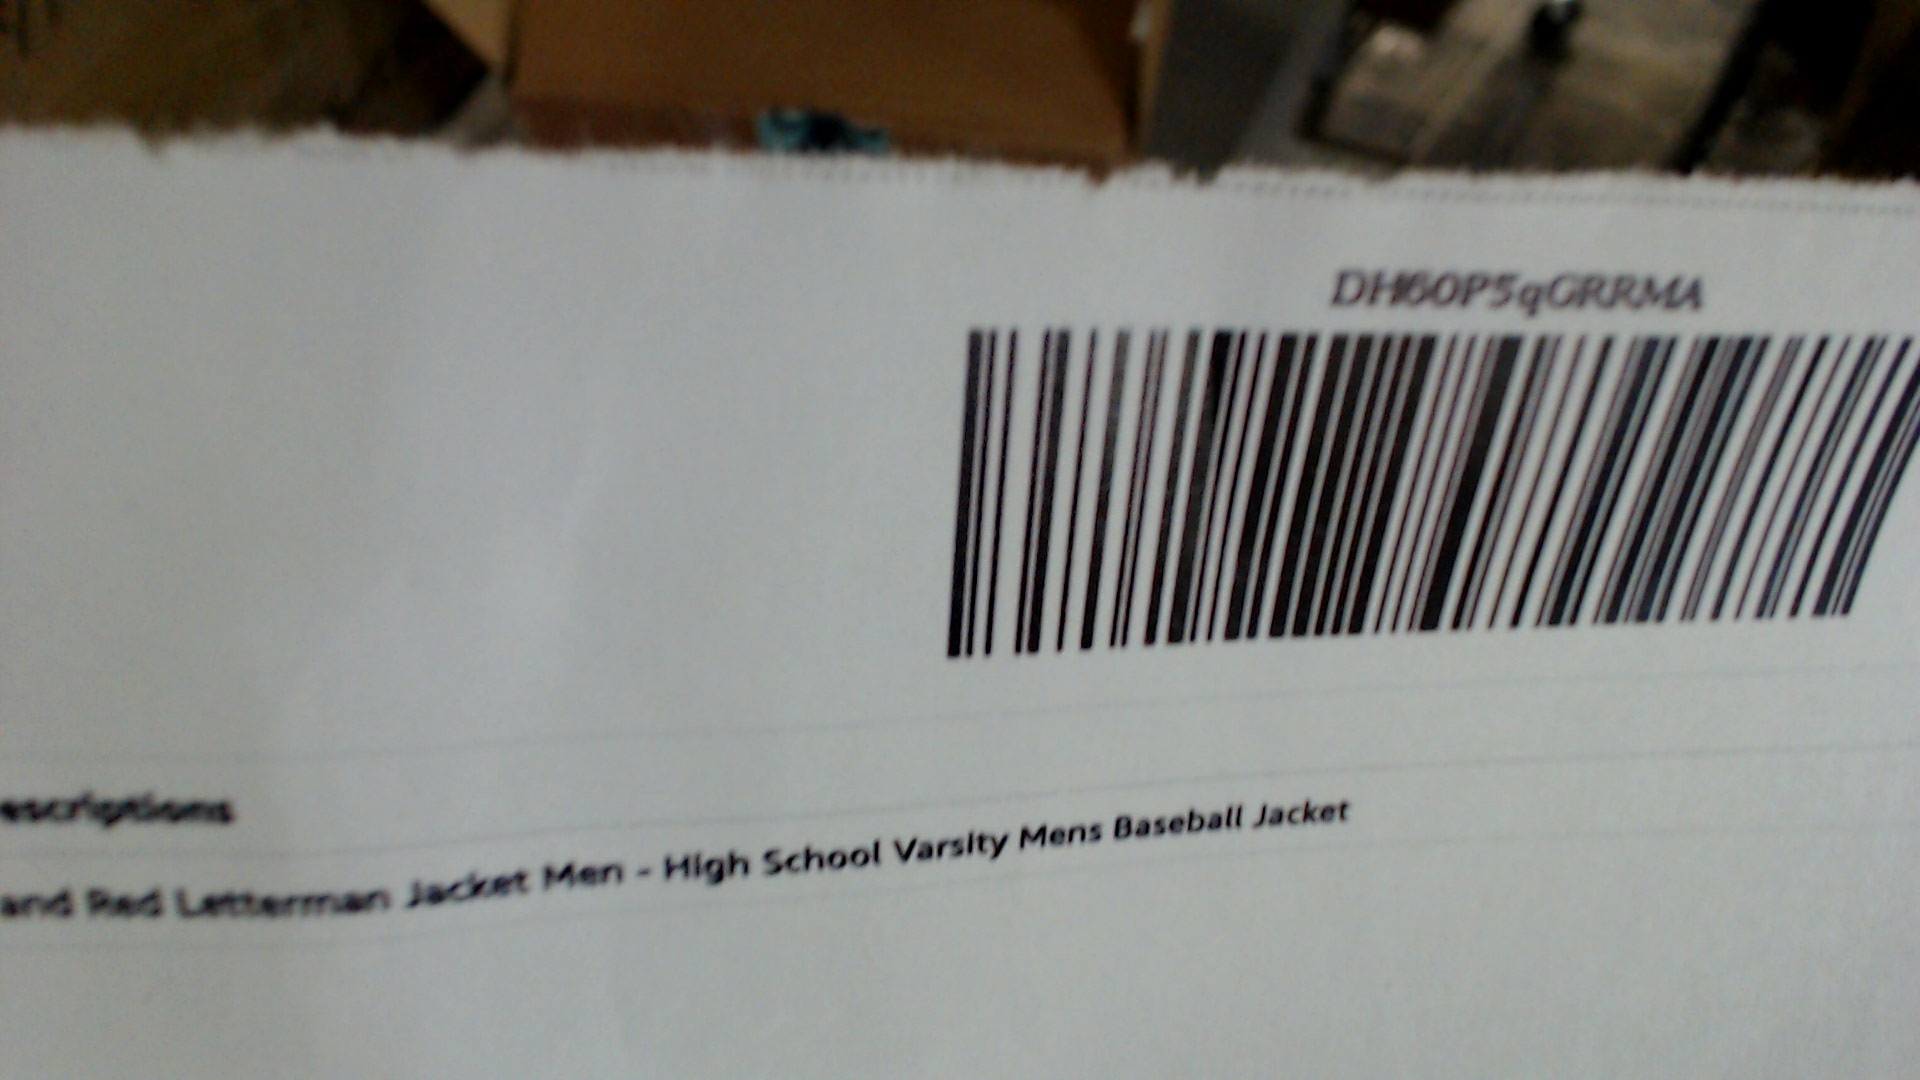 DH60P5qGRRMA
escriptions
and Red Letterman Jacket Men - High School Varsity Mens Baseball Jacket